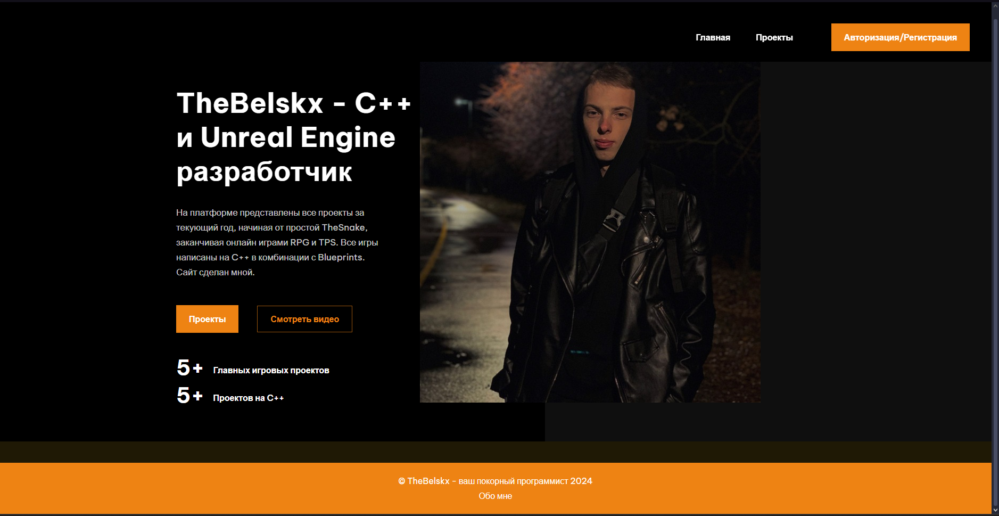 Главная Проекты Авторизация/Регистрация
TheBelskx - C++
и Unreal Engine
разработчик
На платформе представлены все проекты за
текующий год, начиная от простой TheSnake,
заканчивая онлайн играми RPG и TPS. Все игры
написаны на C++ в комбинации с Blueprints.
Сайт сделан мной.
Проекты Смотреть видео
5+ Главных игровых проектов
5+ Проектов на C++
© TheBelskx - ваш покорный программист 2024
Обо мне